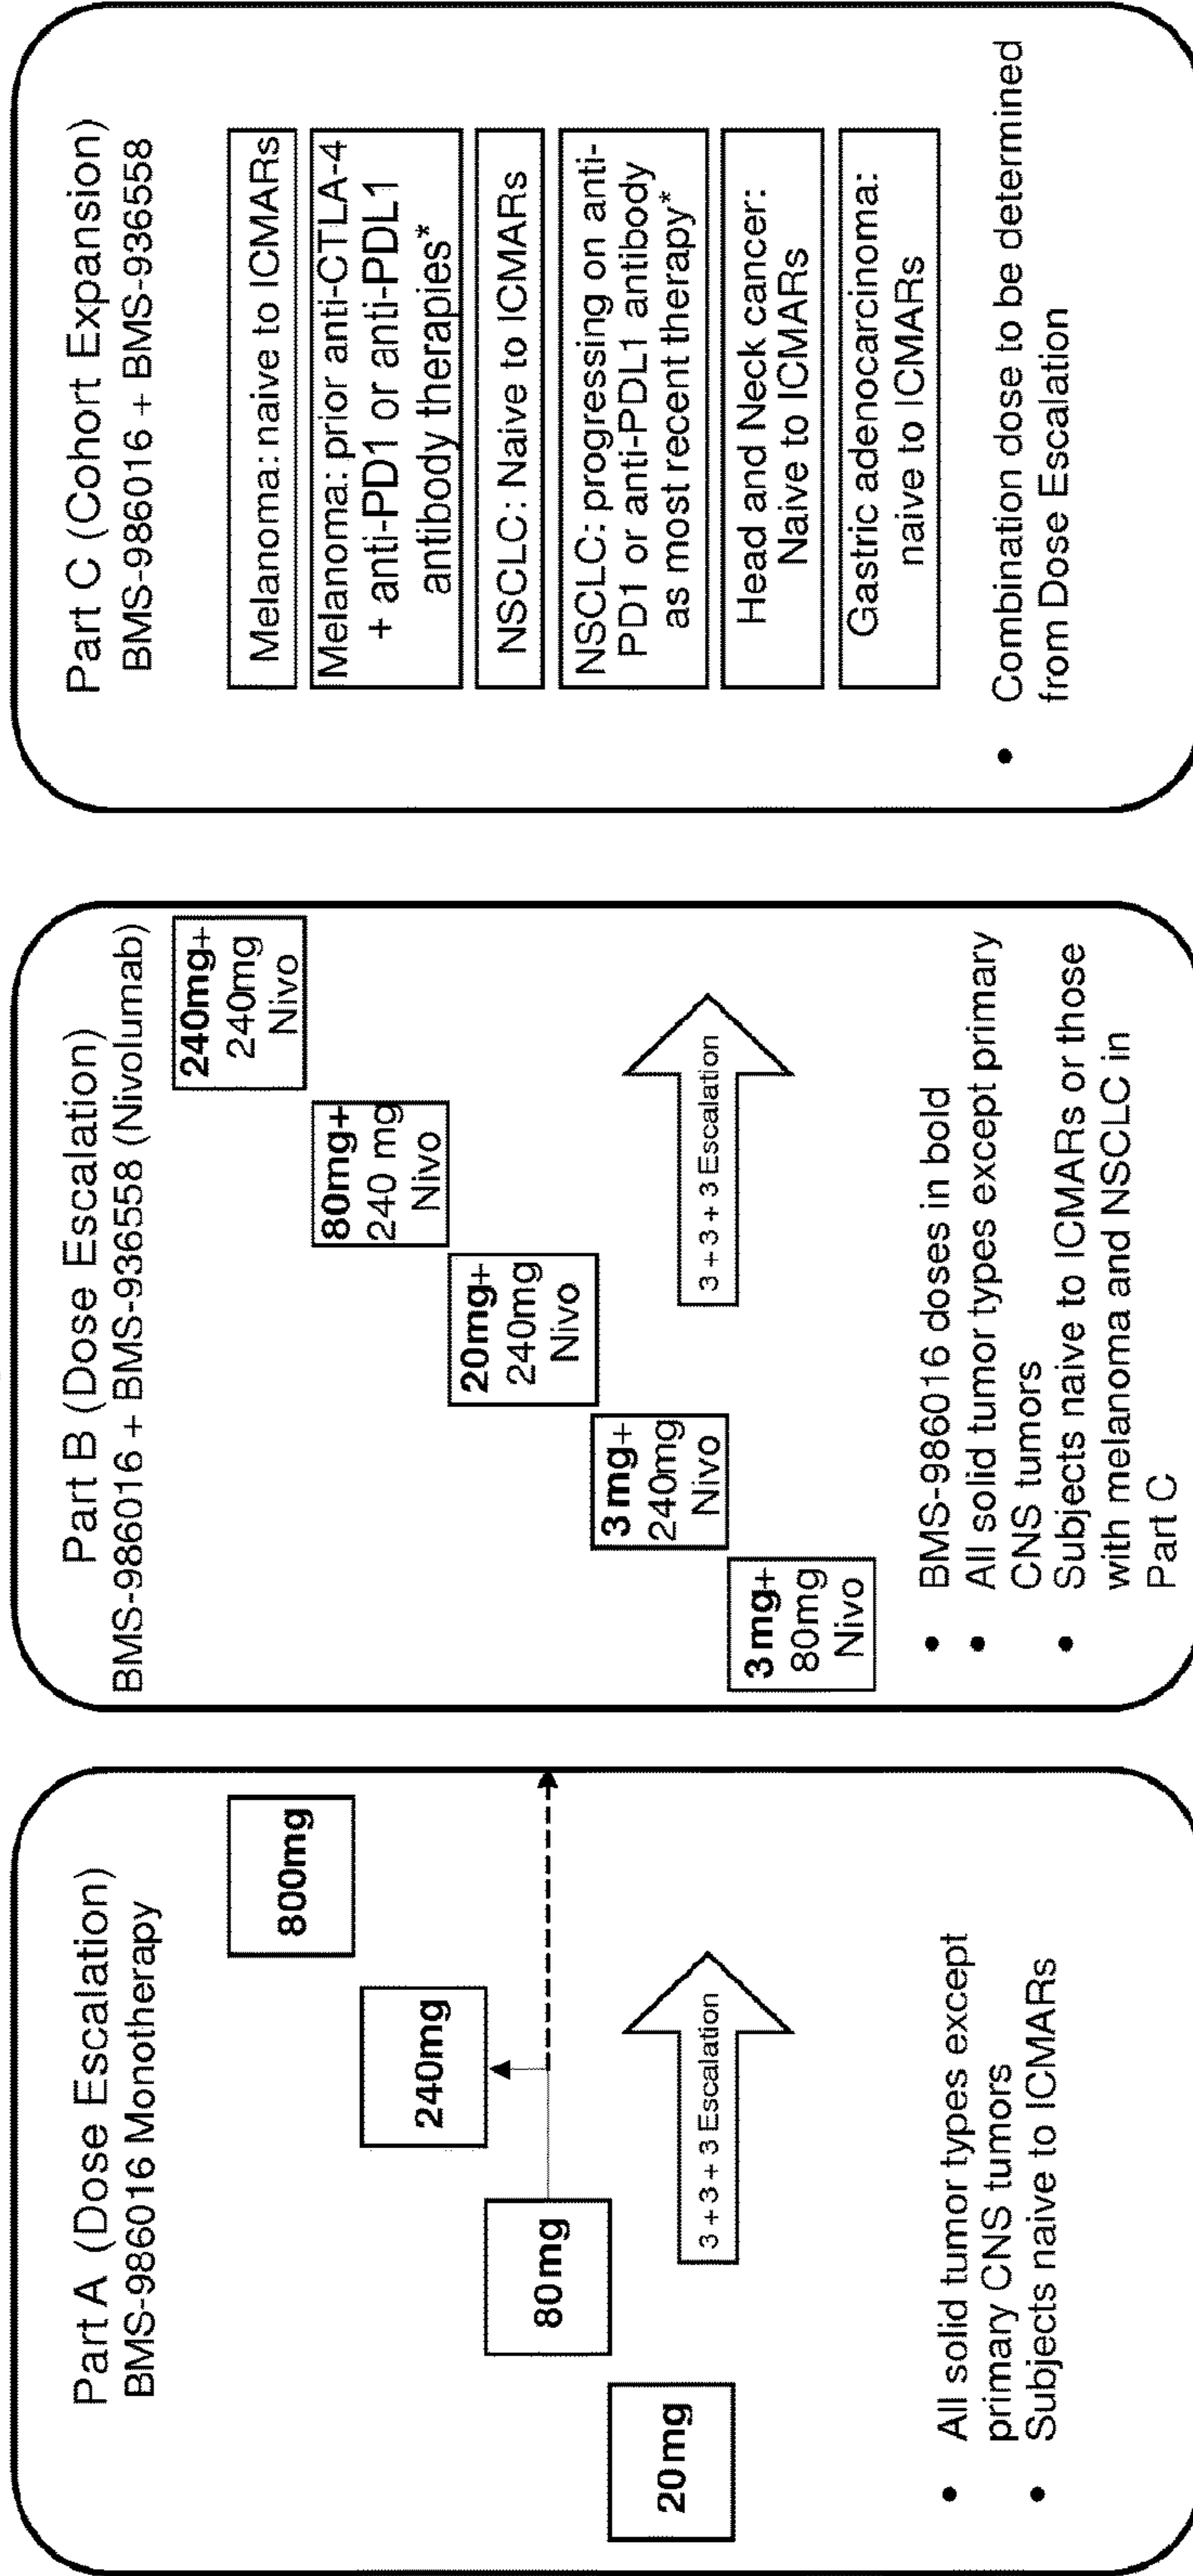 Part A (Dose Escalation)
BMS-986016 Monotherapy
20mg
80mg
240mg
800mg
3 + 3 + 3 Escalation
• All solid tumor types except
primary CNS tumors
• Subjects naive to ICMARs
Part B (Dose Escalation)
BMS-986016 + BMS-936558 (Nivolumab)
3mg+
80mg
Nivo
3mg+
240mg
Nivo
20mg+
240mg
Nivo
80mg+
240 mg
Nivo
240mg+
240mg
Nivo
3 + 3 + 3 Escalation
• BMS-986016 doses in bold
• All solid tumor types except primary
CNS tumors
• Subjects naive to ICMARs or those
with melanoma and NSCLC in
Part C
Part C (Cohort Expansion)
BMS-986016 + BMS-936558
Melanoma: naive to ICMARs
Melanoma: prior anti-CTLA-4
+ anti-PD1 or anti-PDL1
antibody therapies*
NSCLC: Naive to ICMARs
NSCLC: progressing on anti-
PD1 or anti-PDL1 antibody
as most recent therapy*
Head and Neck cancer:
Naive to ICMARs
Gastric adenocarcinoma:
naive to ICMARs
• Combination dose to be determined
from Dose Escalation